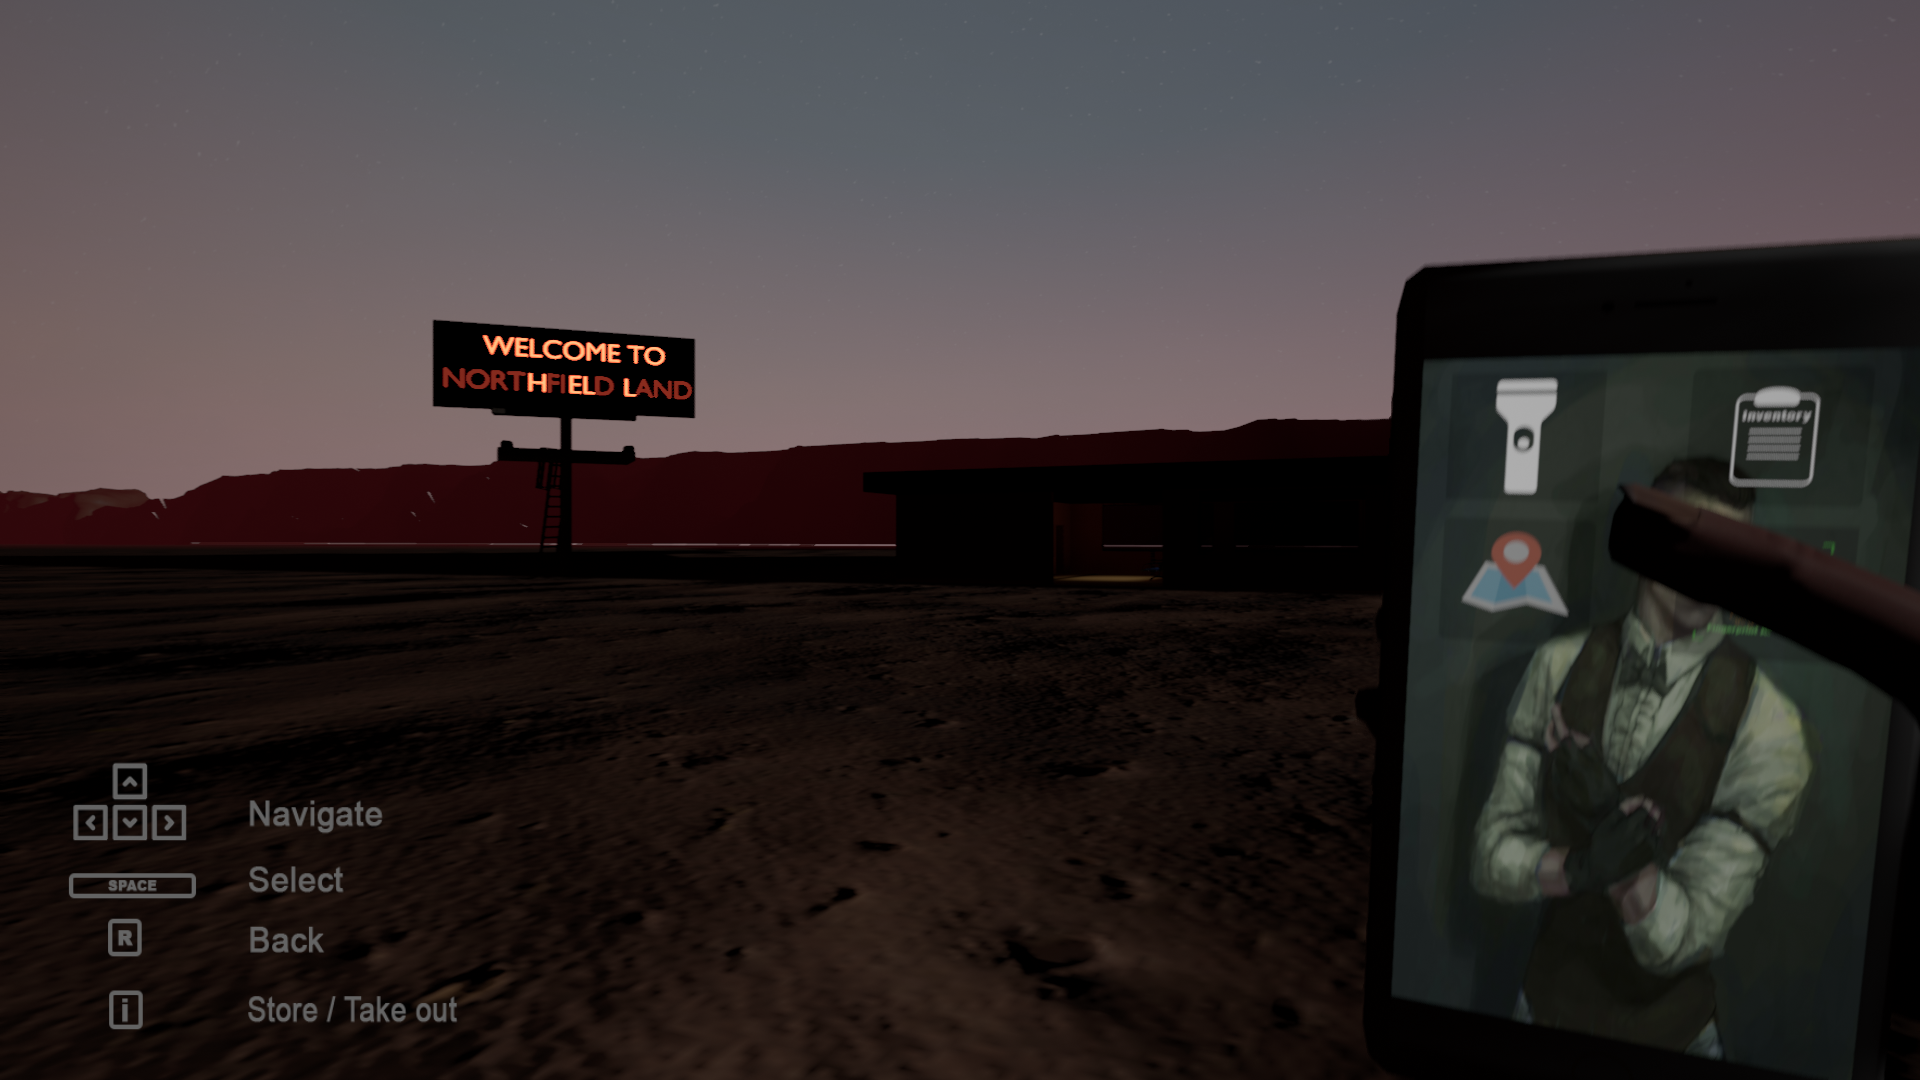 WELCOME TO
NORTHFIELD LAND
Inventory
Navigate
SPACE
Select
R
Back
i
Store / Take out